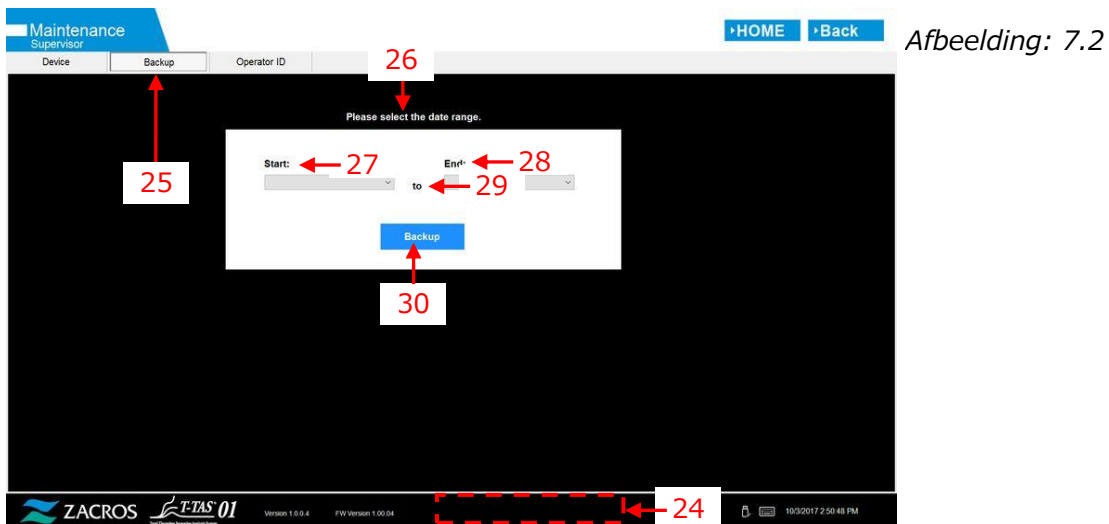 Maintenance
Supervisor
HOME
Back
Afbeelding: 7.2
Device
Backup
Operator ID
26
Please select the date range.
Start:
27
End:
28
25
to
29
Backup
30
ZACROS
T-TAS 01
Version 1.0.0.4
FW Version 1.00.04
24
10/3/2017 2:50:48 PM